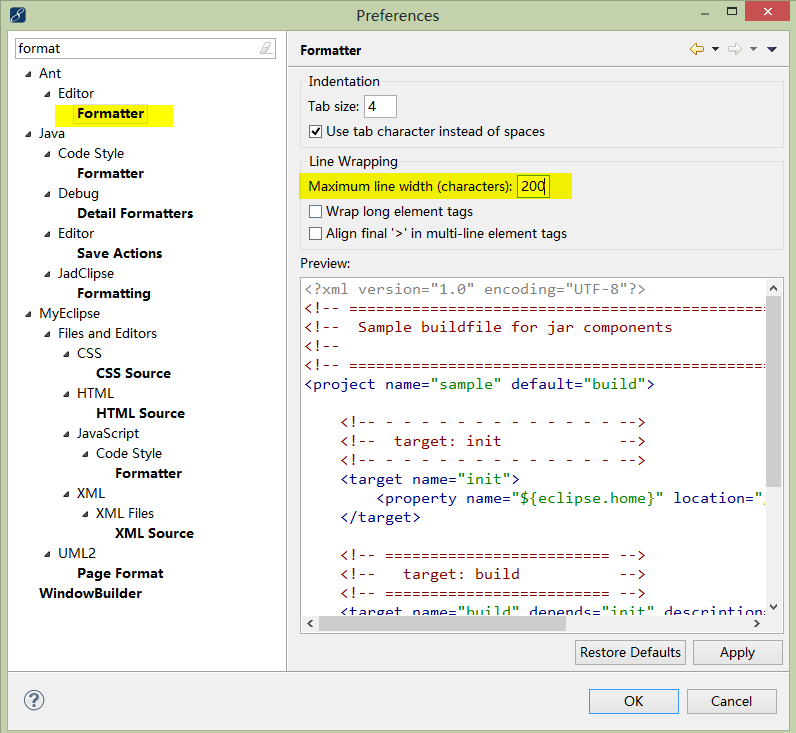 Preferences
format
Ant
Editor
Formatter
Java
Code Style
Formatter
Debug
Detail Formatters
Editor
Save Actions
JadClipse
Formatting
MyEclipse
Files and Editors
CSS
CSS Source
HTML
HTML Source
JavaScript
Code Style
Formatter
XML
XML Files
XML Source
UML2
Page Format
WindowBuilder
Formatter
Indentation
Tab size: 4
Use tab character instead of spaces
Line Wrapping
Maximum line width (characters): 200
Wrap long element tags
Align final '>' in multi-line element tags
Preview:
<?xml version="1.0" encoding="UTF-8"?>
<!-- ==============================================
<!--  Sample buildfile for jar components
<!--
<!-- ==============================================
<project name="sample" default="build">
<!-- - - - - - - - - - - - - - - -->
<!--  target: init             -->
<!-- - - - - - - - - - - - - - - -->
<target name="init">
<property name="${eclipse.home}" location="
</target>
<!-- ========================= -->
<!--   target: build           -->
<!-- ========================= -->
<target name="build" depends="init" description=
Restore Defaults
Apply
OK
Cancel